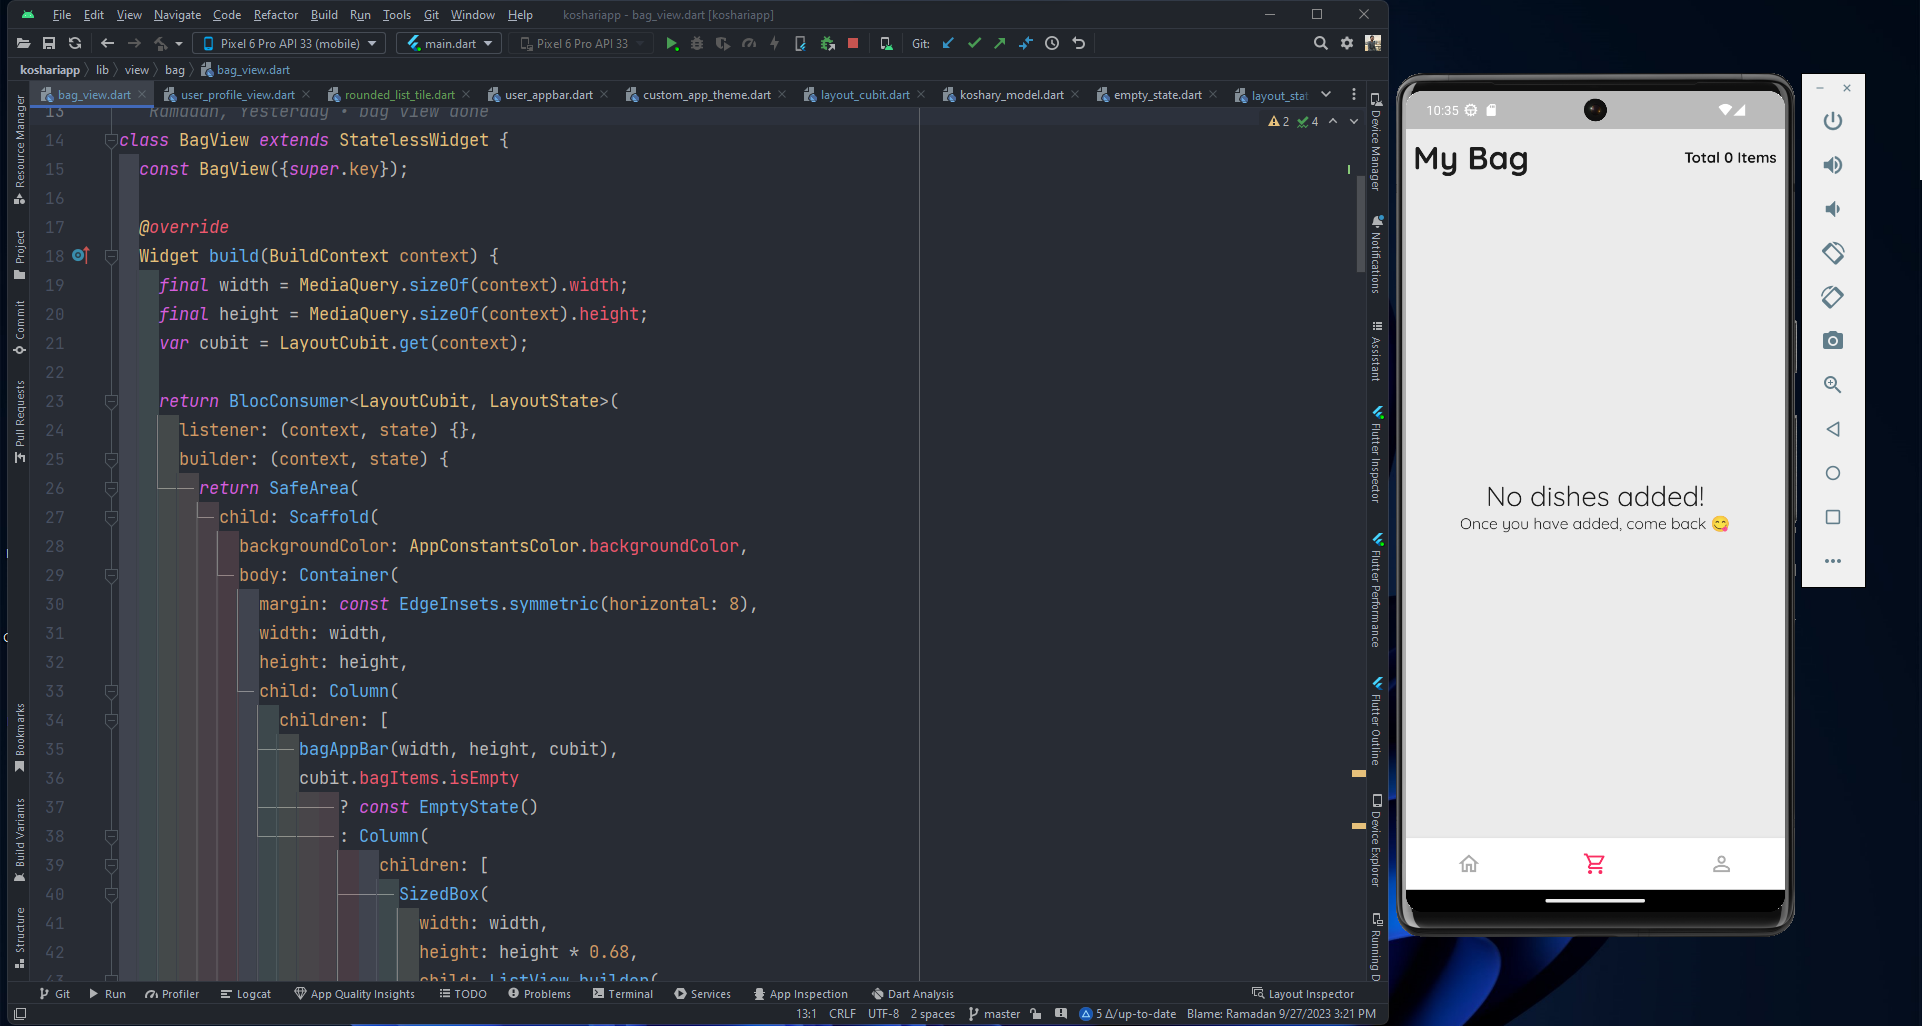 File Edit View Navigate Code Refactor Build Run Tools Git Window Help koshariapp - bag_view.dart [koshariapp]
Pixel 6 Pro API 33 (mobile) main.dart Pixel 6 Pro API 33 Git:
koshariapp lib view bag bag_view.dart
bag_view.dart user_profile_view.dart rounded_list_tile.dart user_appbar.dart custom_app_theme.dart layout_cubit.dart koshary_model.dart empty_state.dart layout_stat
Resource Manager
Project
Commit
Pull Requests
Bookmarks
Build Variants
Structure
2 4
13 Ramadan, Yesterday • bag view done
14 class BagView extends StatelessWidget {
15 const BagView({super.key});
16
17 @override
18 Widget build(BuildContext context) {
19 final width = MediaQuery.sizeOf(context).width;
20 final height = MediaQuery.sizeOf(context).height;
21 var cubit = LayoutCubit.get(context);
22
23 return BlocConsumer<LayoutCubit, LayoutState>(
24 listener: (context, state) {},
25 builder: (context, state) {
26 return SafeArea(
27 child: Scaffold(
28 backgroundColor: AppConstantsColor.backgroundColor,
29 body: Container(
30 margin: const EdgeInsets.symmetric(horizontal: 8),
31 width: width,
32 height: height,
33 child: Column(
34 children: [
35 bagAppBar(width, height, cubit),
36 cubit.bagItems.isEmpty
37 ? const EmptyState()
38 : Column(
39 children: [
40 SizedBox(
41 width: width,
42 height: height * 0.68,
43 child: ListView.builder(
Device Manager
Notifications
Assistant
Flutter Inspector
Flutter Performance
Flutter Outline
Device Explorer
Running D
Git Run Profiler Logcat App Quality Insights TODO Problems Terminal Services App Inspection Dart Analysis Layout Inspector
13:1 CRLF UTF-8 2 spaces master 5 Δ/up-to-date Blame: Ramadan 9/27/2023 3:21 PM
10:35
My Bag Total 0 Items
No dishes added!
Once you have added, come back 😋